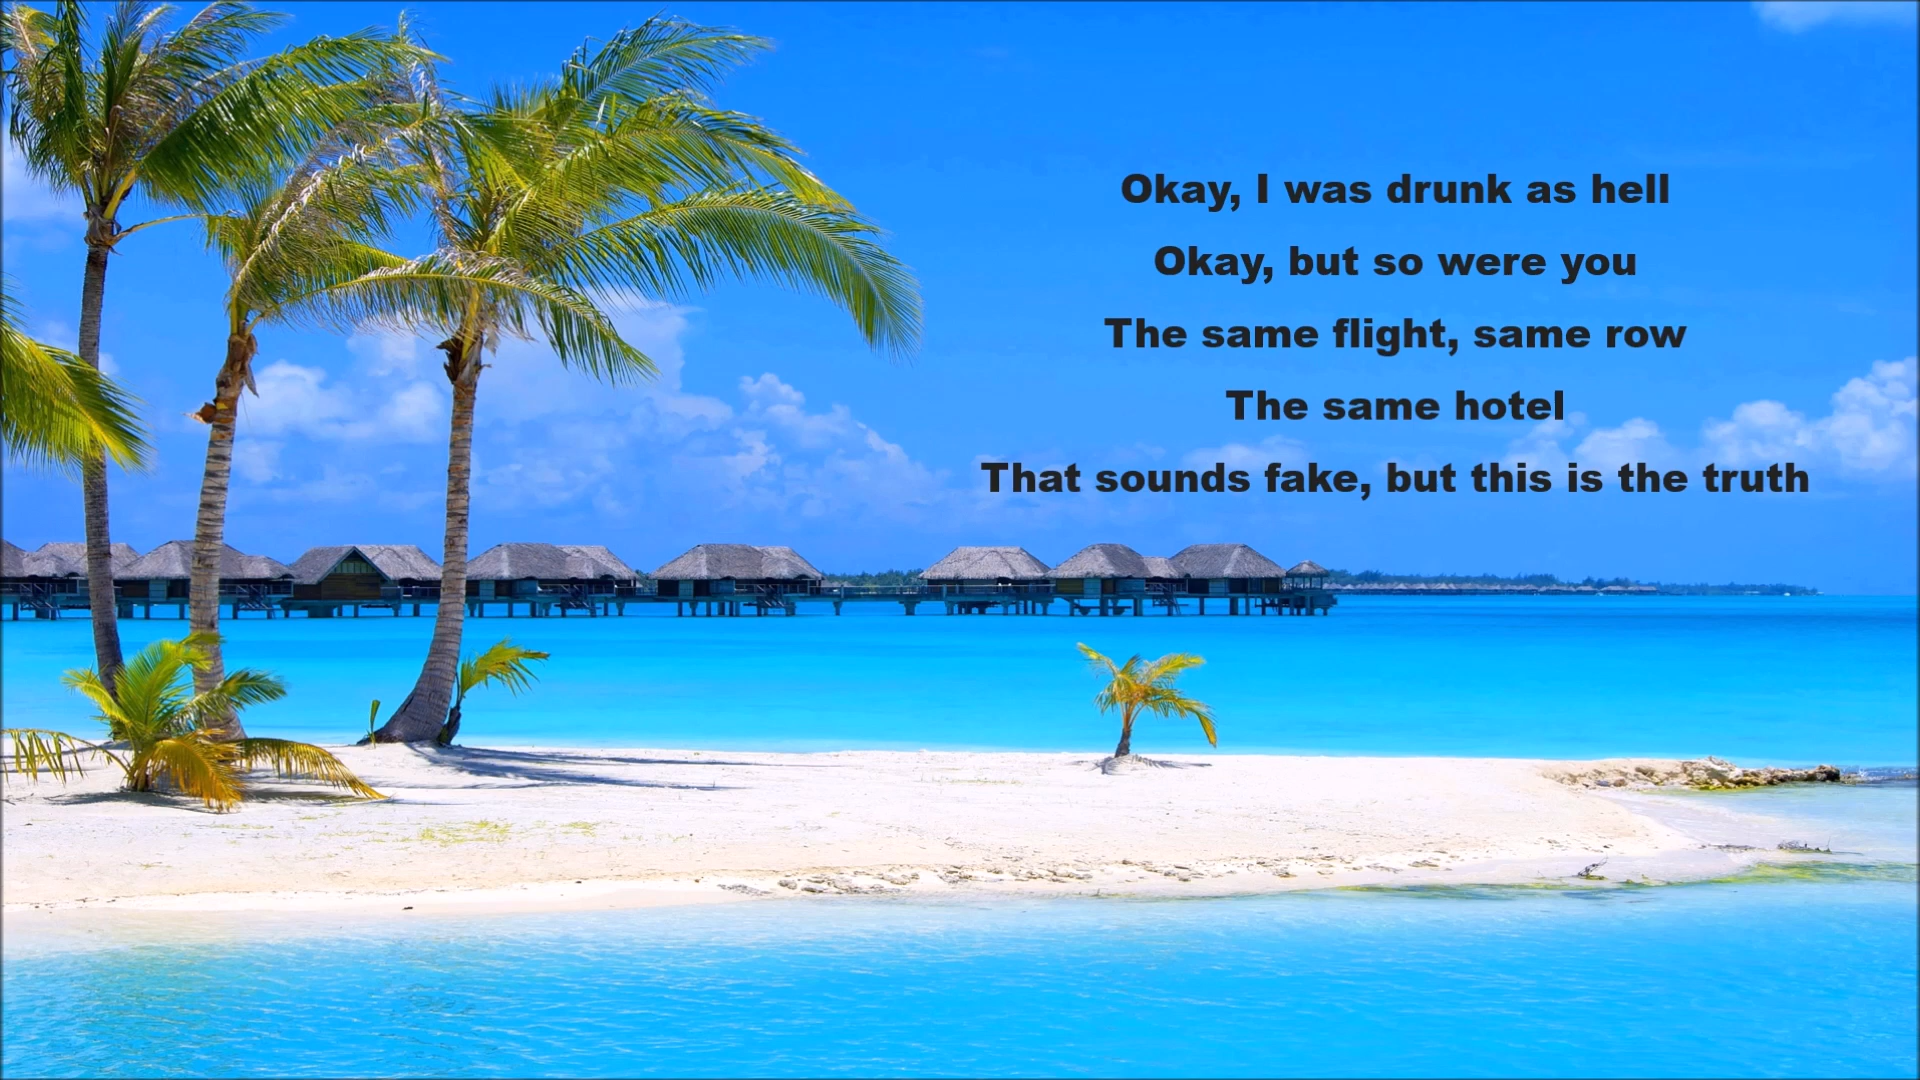 Okay, I was drunk as hell
Okay, but so were you
The same flight, same row
The same hotel
That sounds fake, but this is the truth